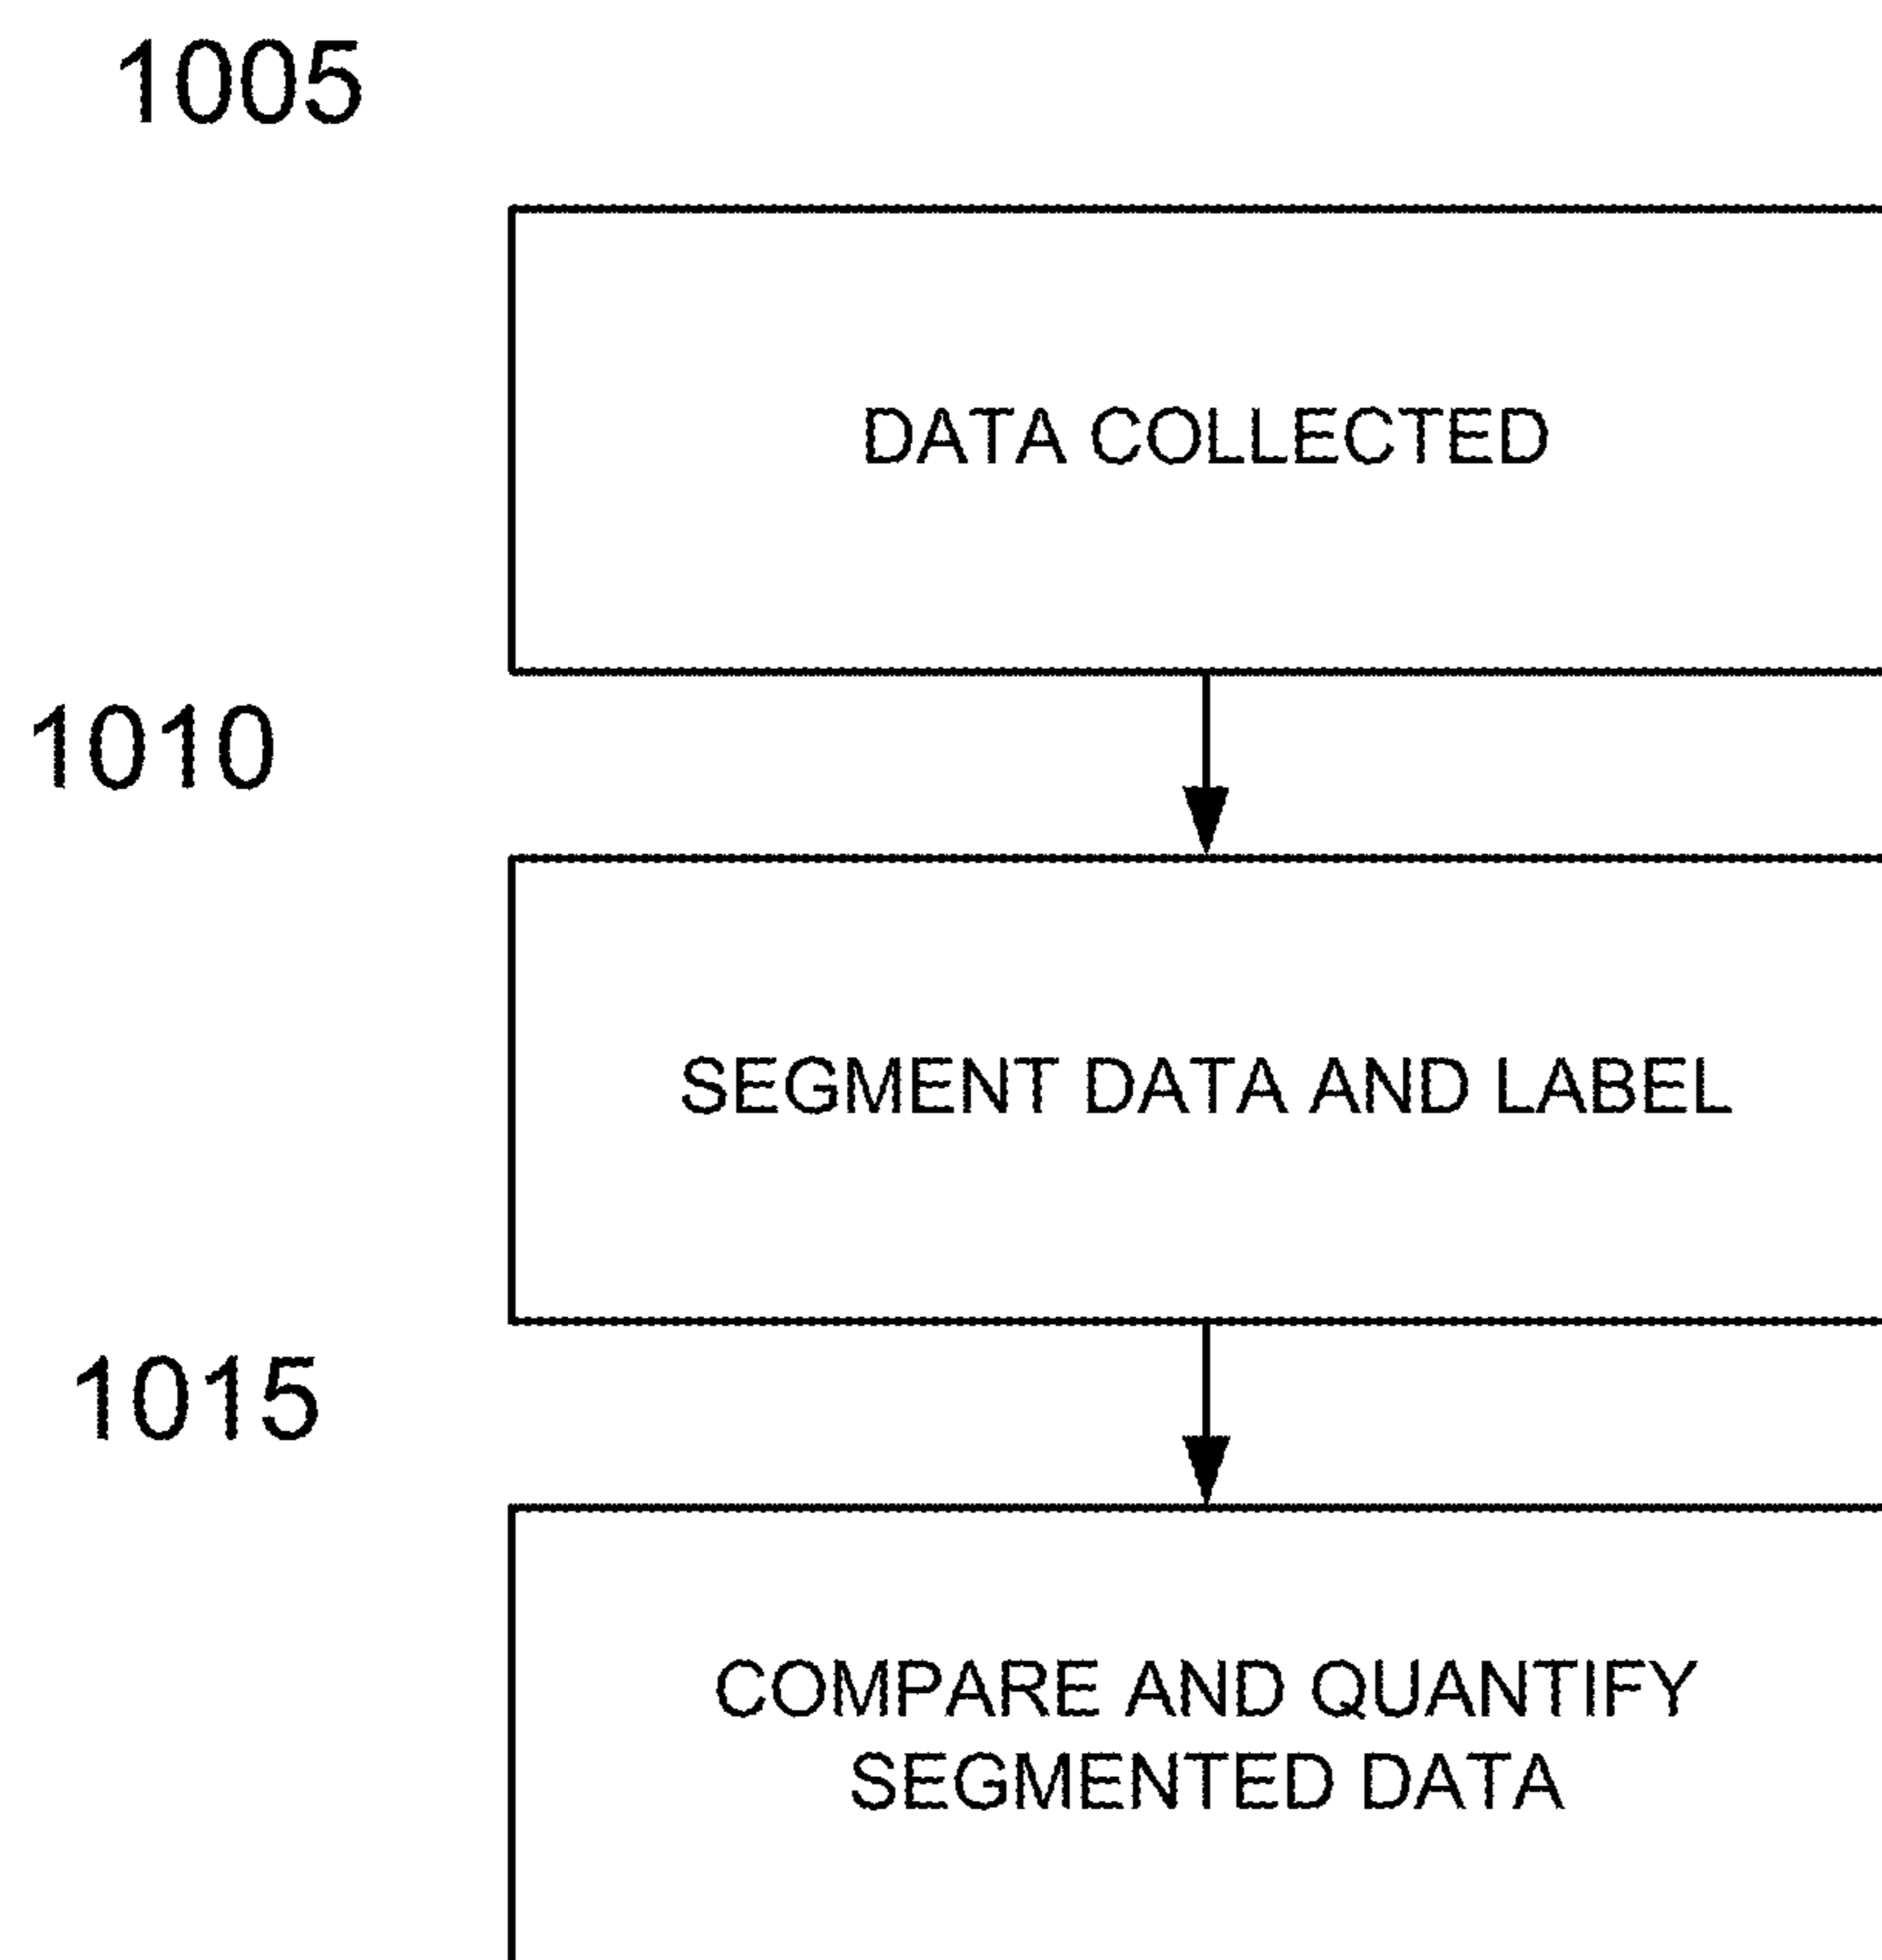 1005
DATA COLLECTED
1010
SEGMENT DATA AND LABEL
1015
COMPARE AND QUANTIFY
SEGMENTED DATA